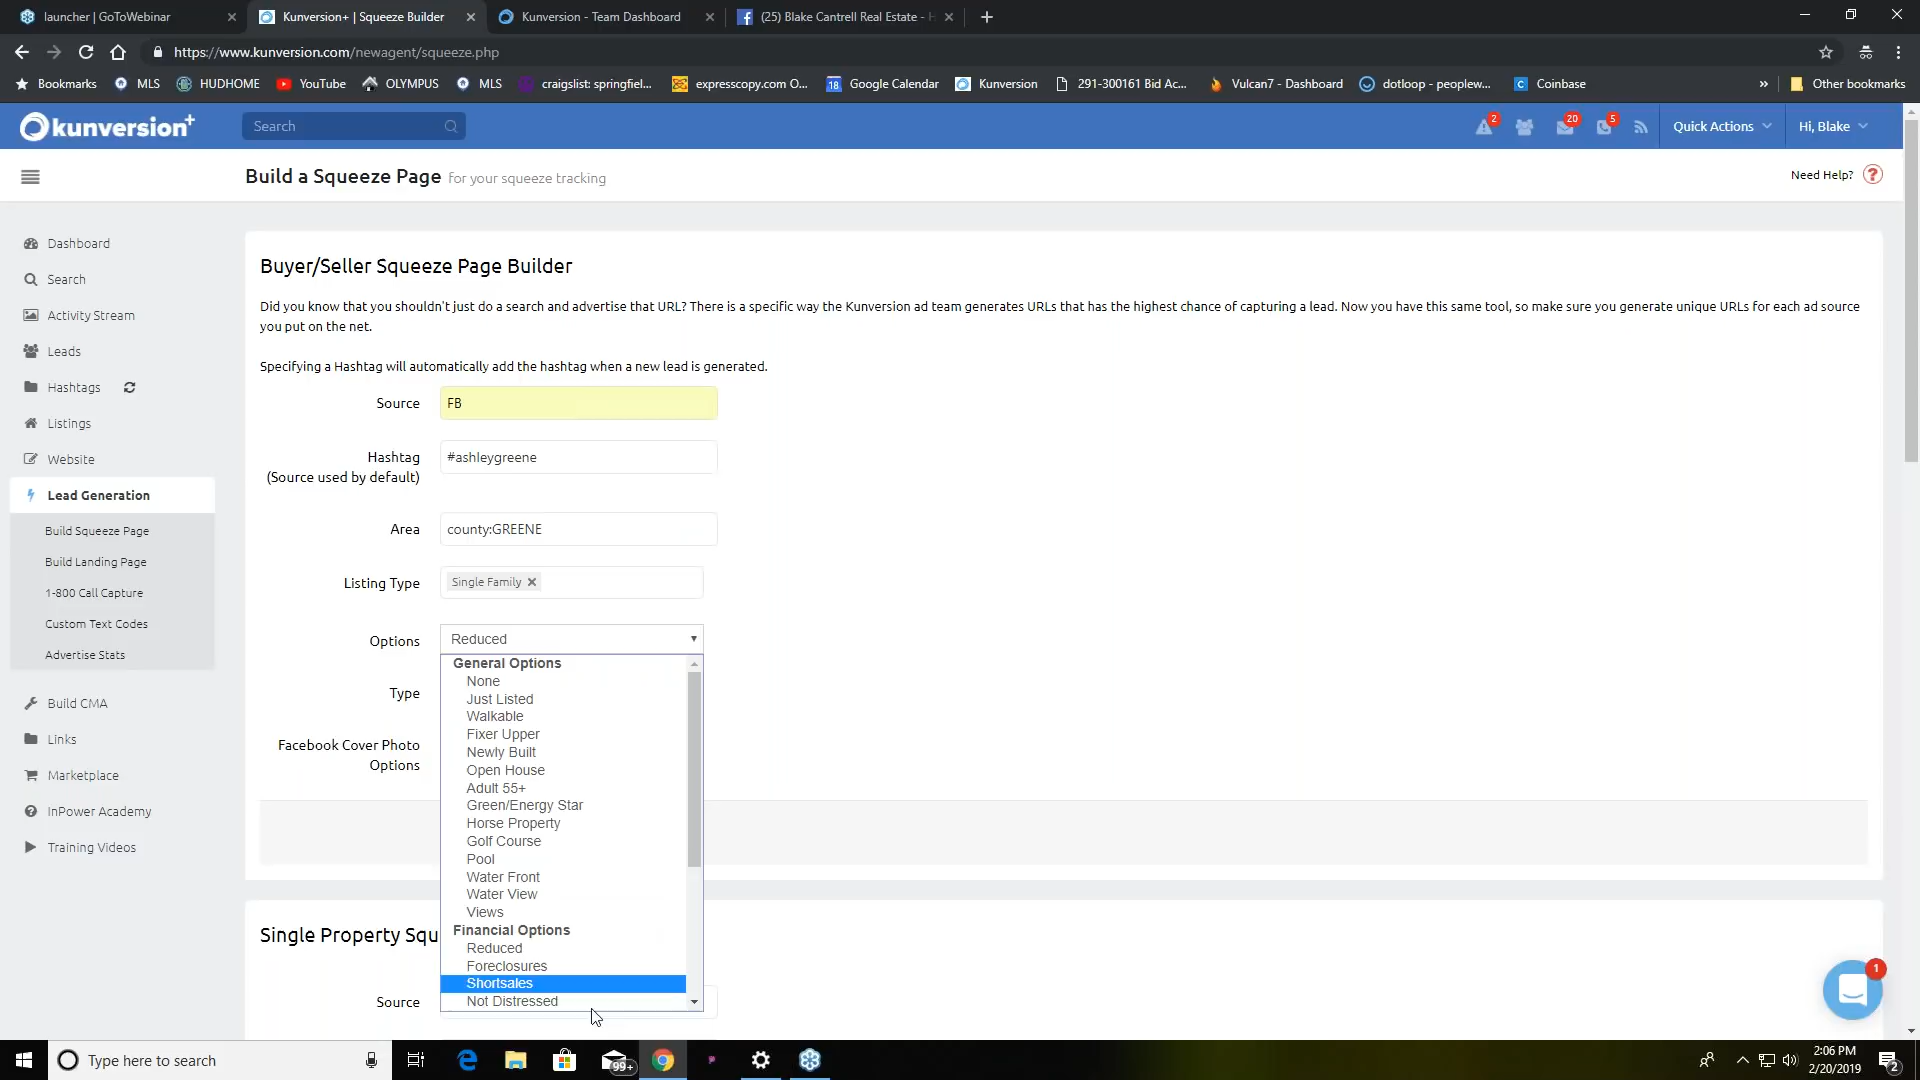 launcher | GoToWebinar
Kunversion+ | Squeeze Builder
Kunversion - Team Dashboard
(25) Blake Cantrell Real Estate -
https://www.kunversion.com/newagent/squeeze.php
Bookmarks
MLS
HUDHOME
YouTube
OLYMPUS
MLS
craigslist: springfiel...
expresscopy.com O...
18
Google Calendar
Kunversion
291-300161 Bid Ac...
Vulcan7 - Dashboard
dotloop - peoplew...
Coinbase
»
Other bookmarks
kunversion+
Search
2
20
5
Quick Actions
Hi, Blake
Build a Squeeze Page for your squeeze tracking
Need Help? ?
Dashboard
Search
Activity Stream
Leads
Hashtags
Listings
Website
Lead Generation
Build Squeeze Page
Build Landing Page
1-800 Call Capture
Custom Text Codes
Advertise Stats
Build CMA
Links
Marketplace
InPower Academy
Training Videos
Buyer/Seller Squeeze Page Builder
Did you know that you shouldn't just do a search and advertise that URL? There is a specific way the Kunversion ad team generates URLs that has the highest chance of capturing a lead. Now you have this same tool, so make sure you generate unique URLs for each ad source
you put on the net.
Specifying a Hashtag will automatically add the hashtag when a new lead is generated.
Source
FB
Hashtag
(Source used by default)
#ashleygreene
Area
county:GREENE
Listing Type
Single Family
Options
Reduced
Type
Facebook Cover Photo
Options
General Options
None
Just Listed
Walkable
Fixer Upper
Newly Built
Open House
Adult 55+
Green/Energy Star
Horse Property
Golf Course
Pool
Water Front
Water View
Views
Financial Options
Reduced
Foreclosures
Shortsales
Not Distressed
Single Property Squ
Source
1
Type here to search
99+
2:06 PM
2/20/2019
2